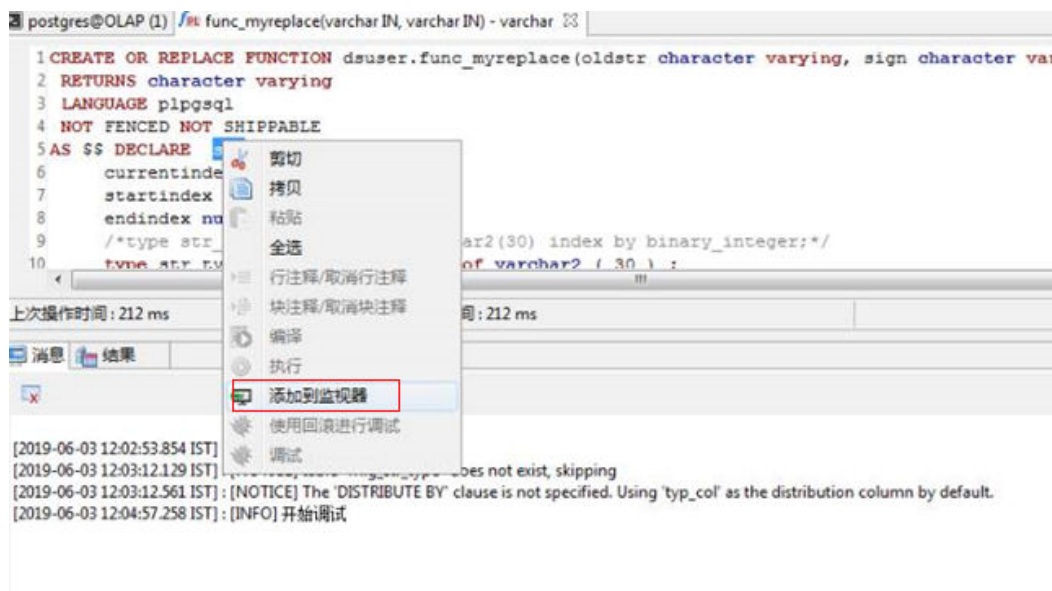 postgres@OLAP (1) func_myreplace(varchar IN, varchar IN) - varchar
1 CREATE OR REPLACE FUNCTION dsuser.func_myreplace(oldstr character varying, sign character var
2 RETURNS character varying
3 LANGUAGE plpgsql
4 NOT FENCED NOT SHIPPABLE
5 AS $$ DECLARE
6 currentinde
7 startindex
8 endindex nu
9 /*type str_ ar2(30) index by binary_integer;*/
10 type str ty of varchar2 ( 30 ) ;
剪切
拷贝
粘贴
全选
行注释/取消行注释
块注释/取消块注释
编译
执行
添加到监视器
使用回滚进行调试
调试
上次操作时间 : 212 ms : 212 ms
消息 结果
[2019-06-03 12:02:53.854 IST]
[2019-06-03 12:03:12.129 IST] : does not exist, skipping
[2019-06-03 12:03:12.561 IST] : [NOTICE] The 'DISTRIBUTE BY' clause is not specified. Using 'typ_col' as the distribution column by default.
[2019-06-03 12:04:57.258 IST] : [INFO] 开始调试